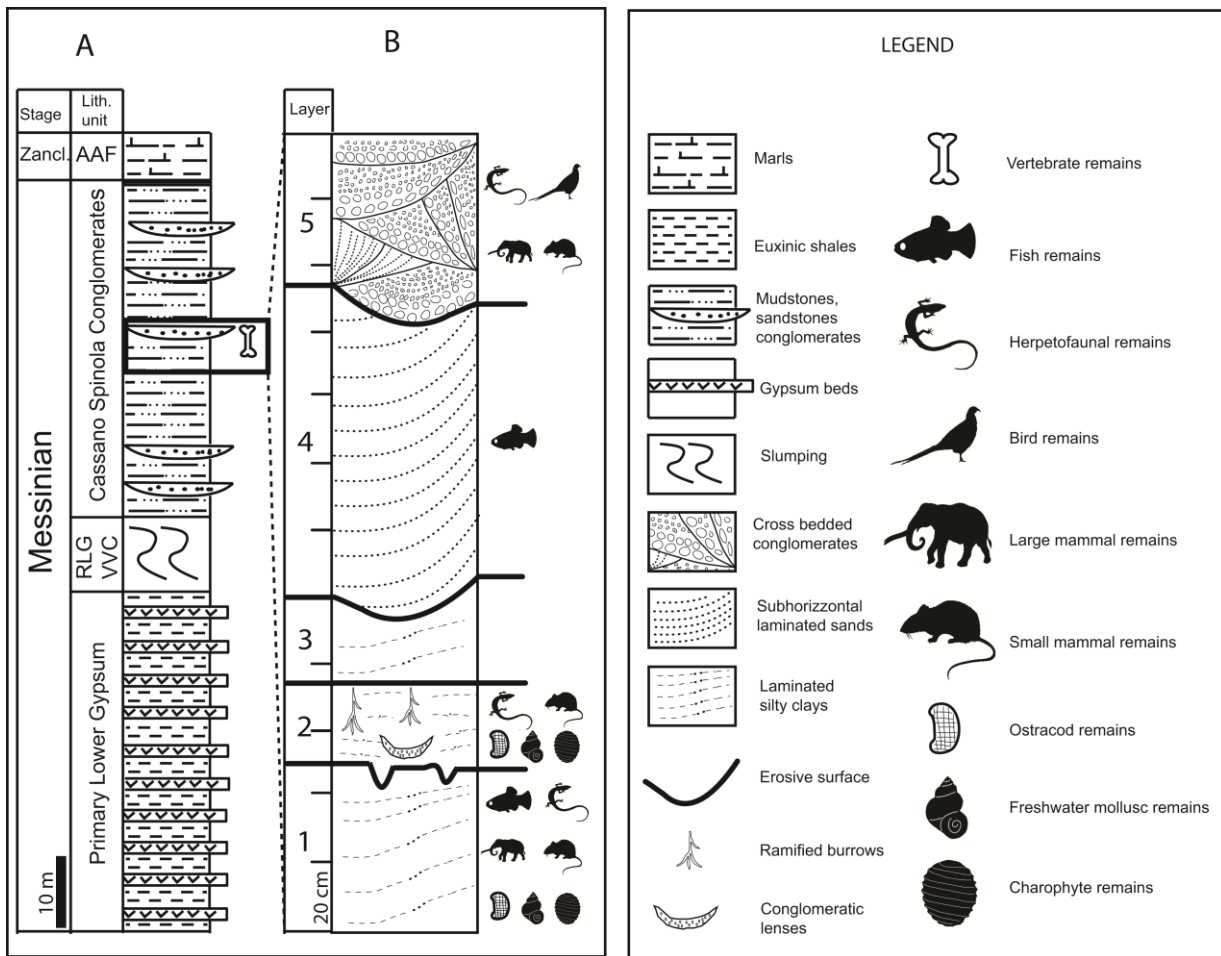 A
B
Stage
Lith.
unit
Layer
Zancl.
AAF
Messinian
Cassano Spinola Conglomerates
RLG
VVC
Primary Lower Gypsum
10 m
5
4
3
2
1
20 cm
LEGEND
Marls
Euxinic shales
Mudstones,
sandstones
conglomerates
Gypsum beds
Slumping
Cross bedded
conglomerates
Subhorizzontal
laminated sands
Laminated
silty clays
Erosive surface
Ramified burrows
Conglomeratic
lenses
Vertebrate remains
Fish remains
Herpetofaunal remains
Bird remains
Large mammal remains
Small mammal remains
Ostracod remains
Freshwater mollusc remains
Charophyte remains